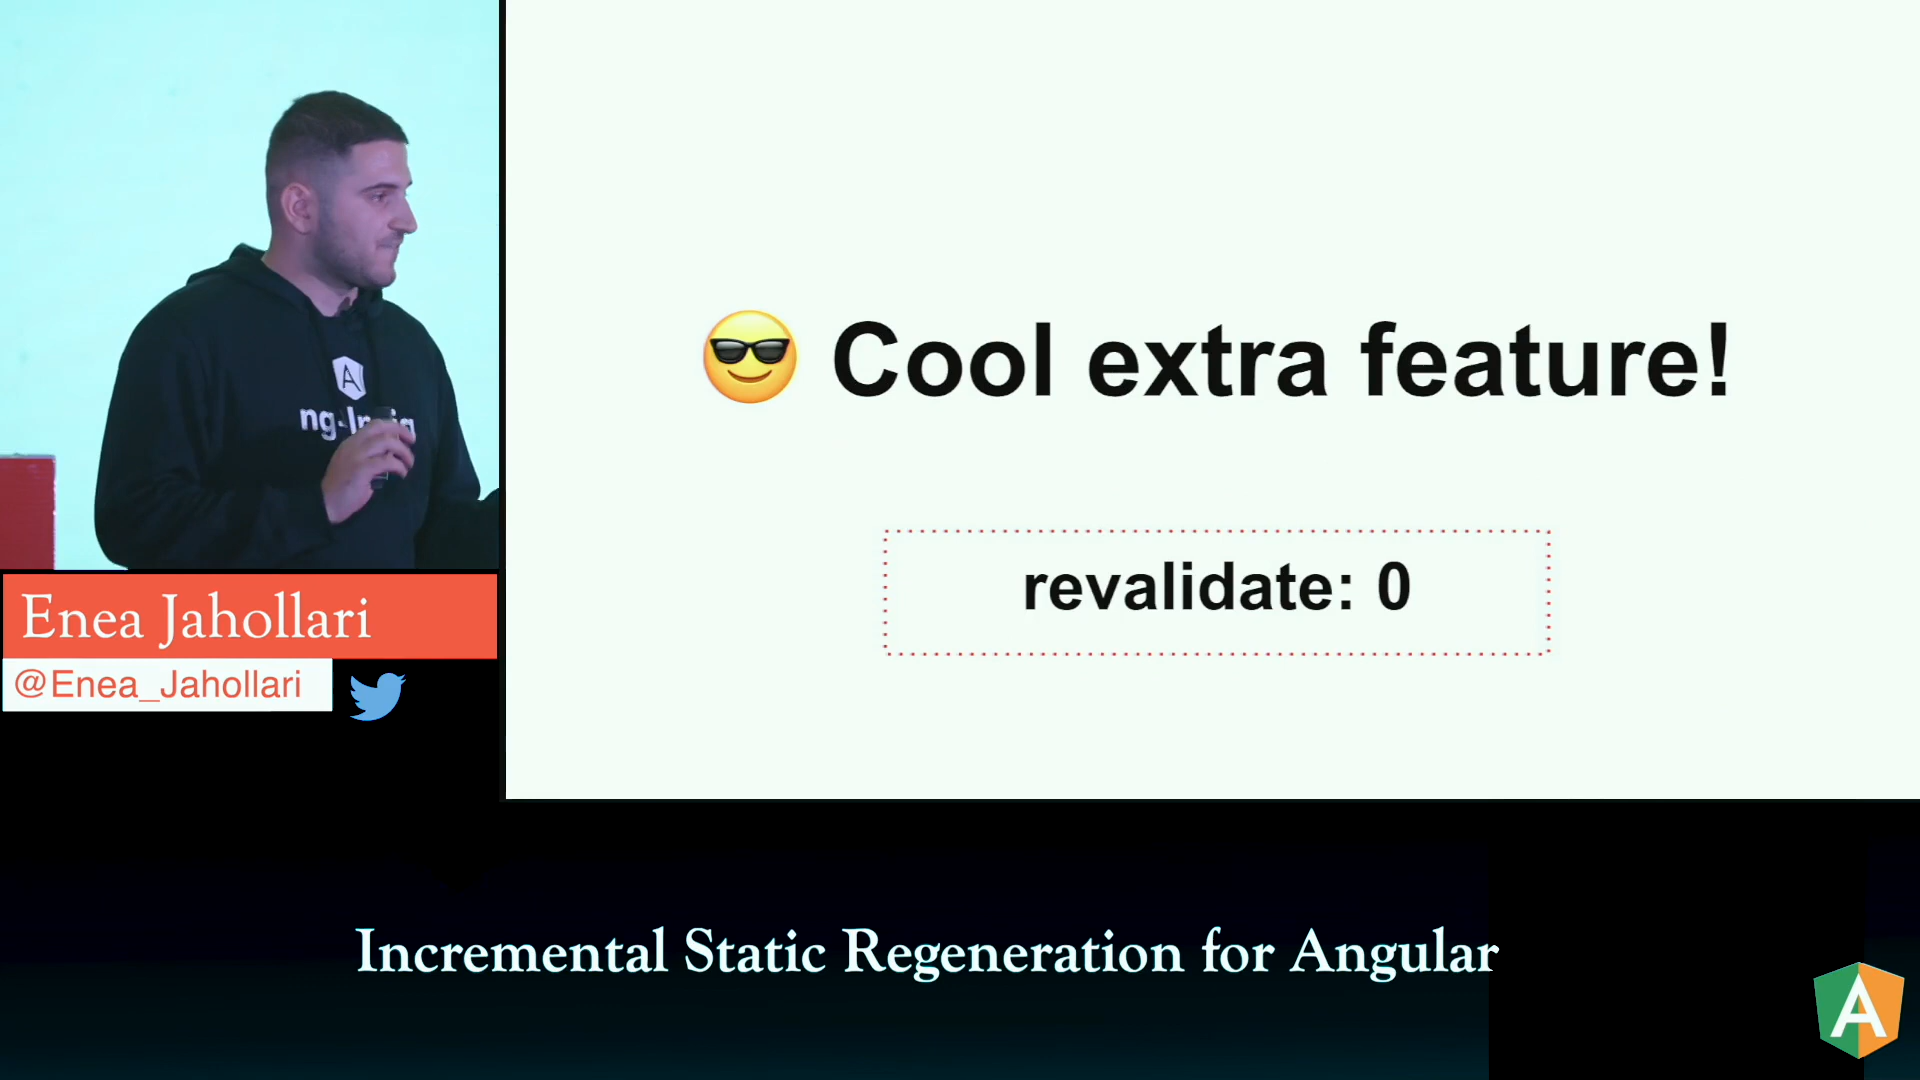 😎 Cool extra feature!
revalidate: 0
A
Enea Jahollari
@Enea_Jahollari
Incremental Static Regeneration for Angular
A